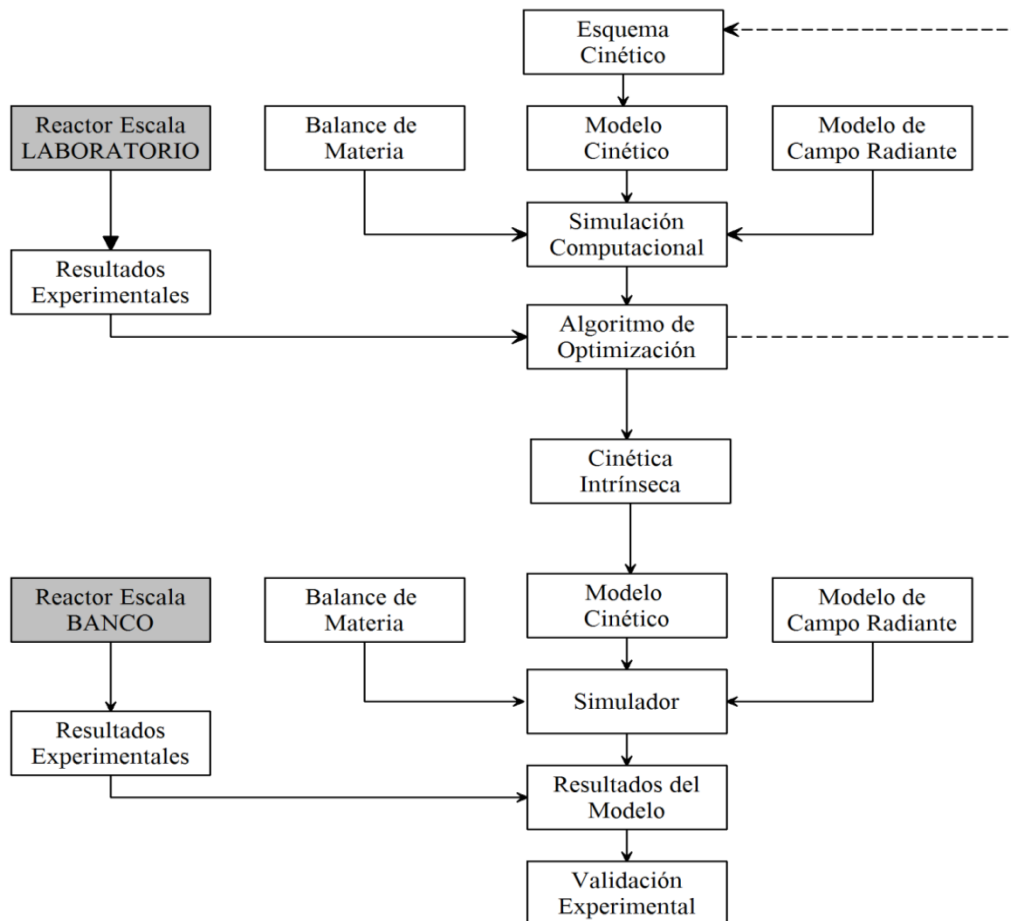 Esquema
Cinético
Reactor Escala
LABORATORIO
Balance de
Materia
Modelo
Cinético
Modelo de
Campo Radiante
Simulación
Computacional
Resultados
Experimentales
Algoritmo de
Optimización
Cinética
Intrínseca
Reactor Escala
BANCO
Balance de
Materia
Modelo
Cinético
Modelo de
Campo Radiante
Simulador
Resultados
Experimentales
Resultados del
Modelo
Validación
Experimental